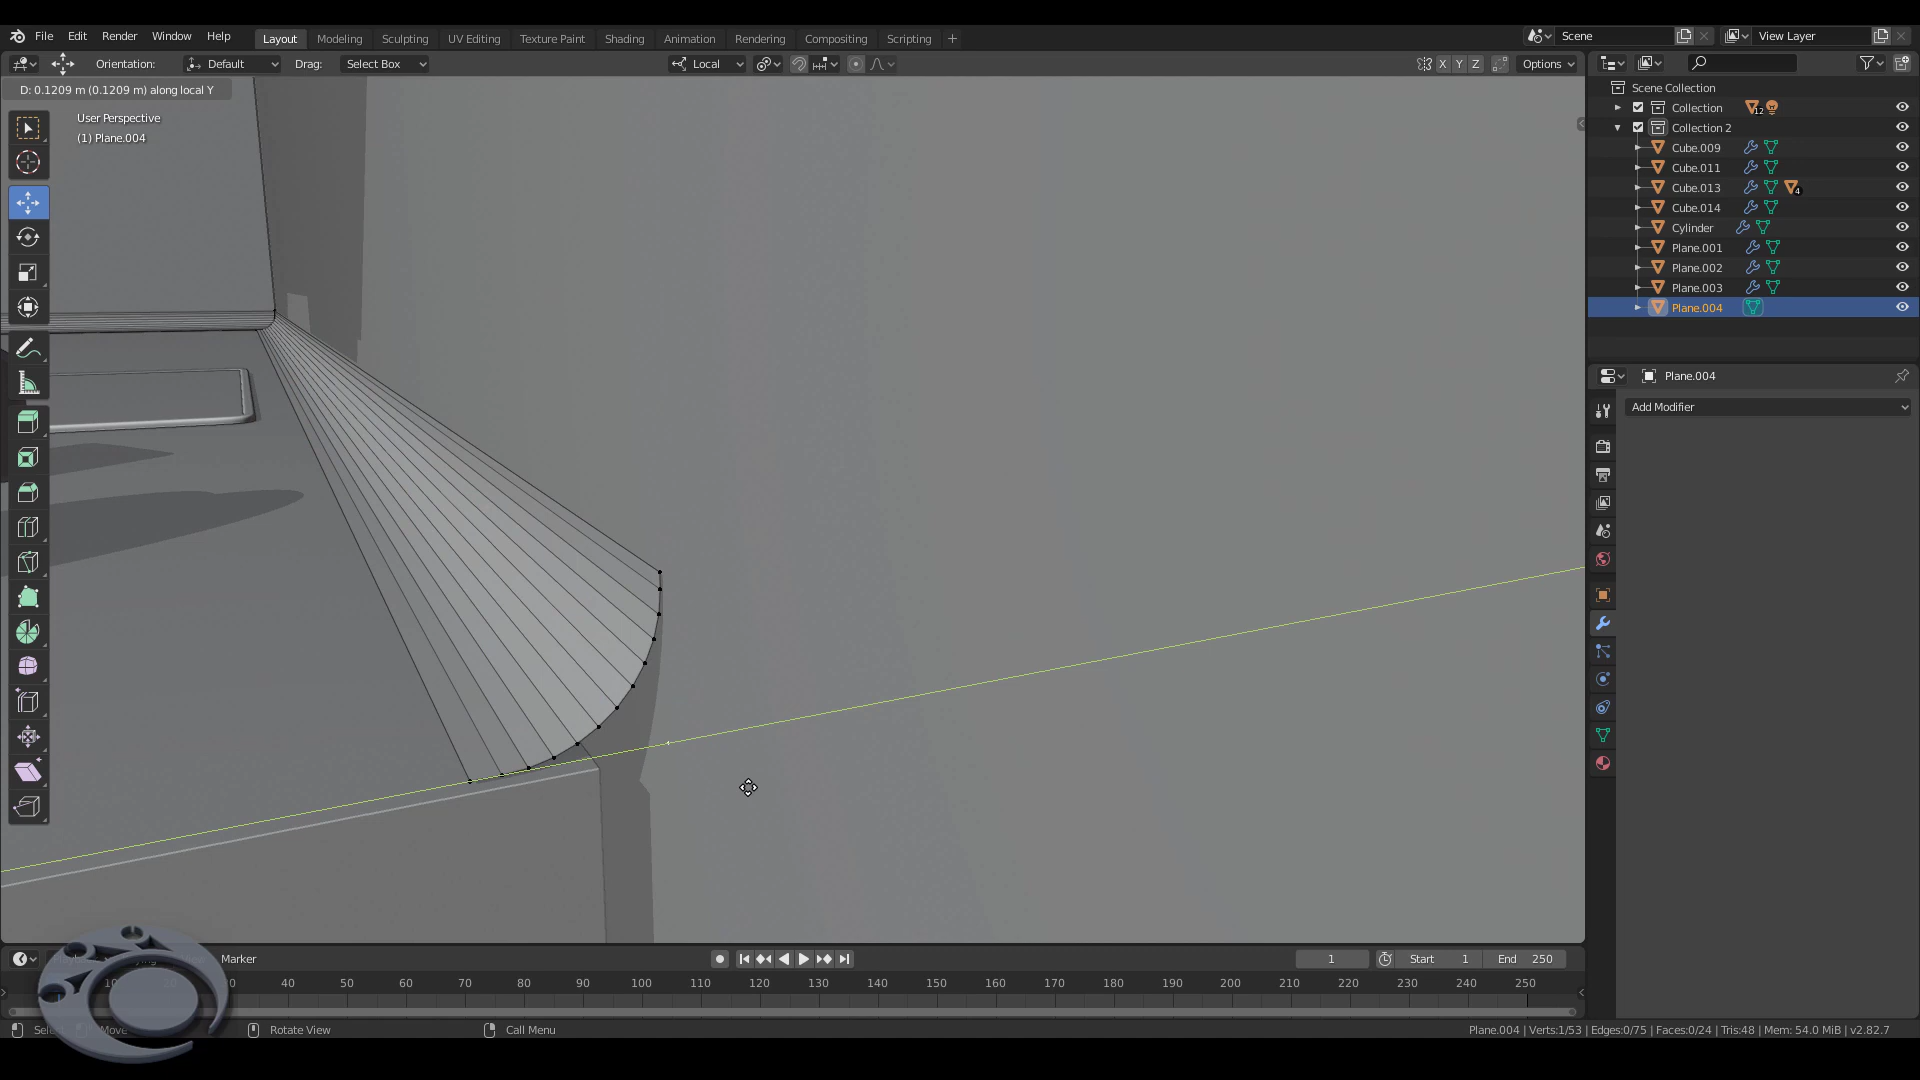 File Edit Render Window Help Layout Modeling Sculpting UV Editing Texture Paint Shading Animation Rendering Compositing Scripting Scene View Layer
Orientation: Default Drag: Select Box Local X Y Z Options
D: 0.1209 m (0.1209 m) along local Y
User Perspective
(1) Plane.004
Scene Collection
Collection 12
Collection 2
Cube.009
Cube.011
Cube.013 4
Cube.014
Cylinder
Plane.001
Plane.002
Plane.003
Plane.004
Plane.004
Add Modifier
Marker 1 Start 1 End 250
40 50 60 70 80 90 100 110 120 130 140 150 160 170 180 190 200 210 220 230 240 250
Move Rotate View Call Menu Plane.004 | Verts:1/53 | Edges:0/75 | Faces:0/24 | Tris:48 | Mem: 54.0 MiB | v2.82.7